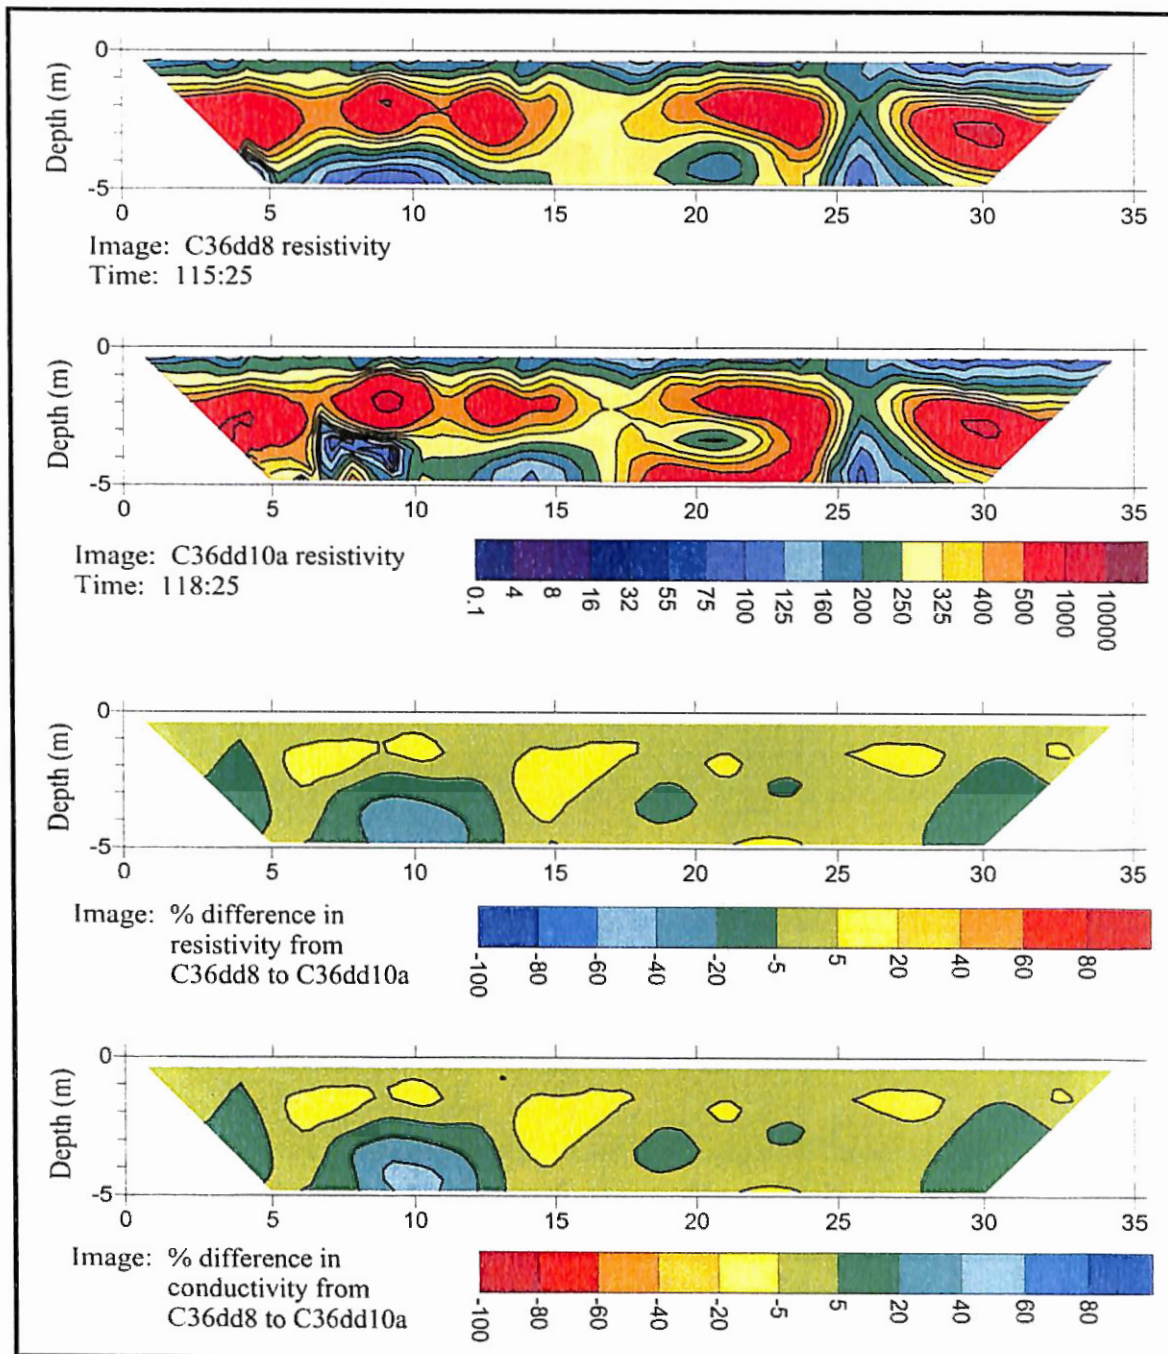 Depth (m)
0
-5
0 5 10 15 20 25 30 35
Image: C36dd8 resistivity
Time: 115:25
Depth (m)
0
-5
0 5 10 15 20 25 30 35
Image: C36dd10a resistivity
Time: 118:25
0.1 4 8 16 32 55 75 100 125 160 200 250 325 400 500 1000 10000
Depth (m)
0
-5
0 5 10 15 20 25 30 35
Image: % difference in
resistivity from
C36dd8 to C36dd10a
-100 -80 -60 -40 -20 -5 5 20 40 60 80
Depth (m)
0
-5
0 5 10 15 20 25 30 35
Image: % difference in
conductivity from
C36dd8 to C36dd10a
-100 -80 -60 -40 -20 -5 5 20 40 60 80